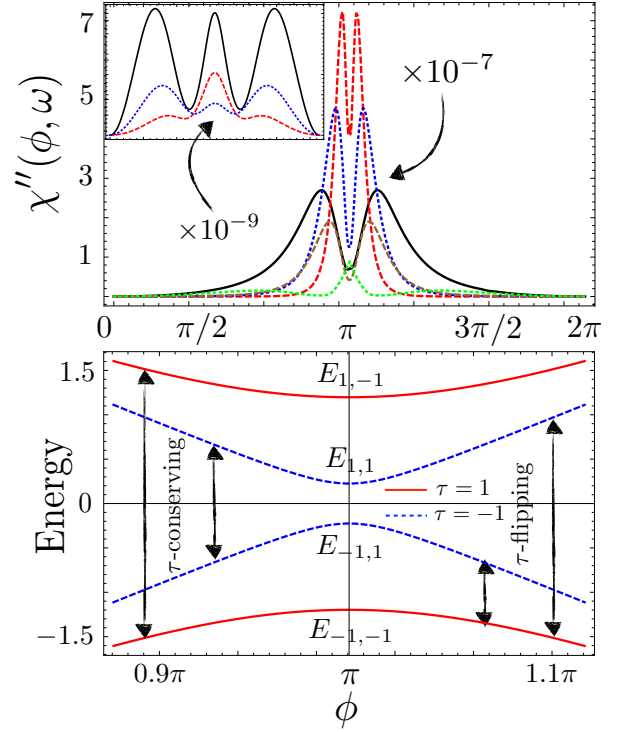 7
5
3
1
χ''(ϕ, ω)
×10⁻⁹
×10⁻⁷
0 π/2 π 3π/2 2π
1.5
0
−1.5
Energy
E₁,₋₁
E₁,₁
E₋₁,₁
E₋₁,₋₁
τ-conserving
τ = 1
τ = −1
τ-flipping
0.9π π 1.1π
ϕ